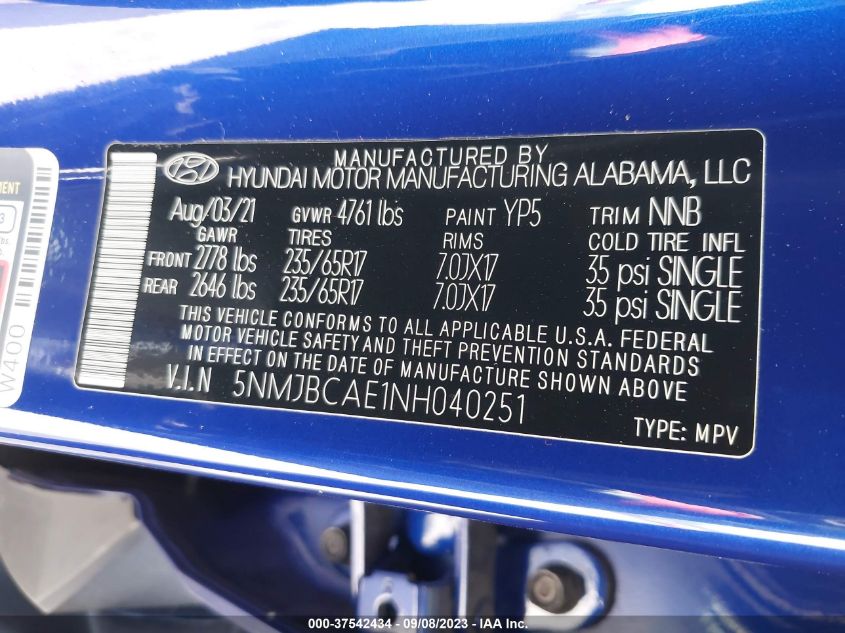 MANUFACTURED BY
HYUNDAI MOTOR MANUFACTURING ALABAMA, LLC
Aug/03/21 GVWR 4761 lbs PAINT YP5 TRIM NNB
GAWR TIRES RIMS COLD TIRE INFL
FRONT 2778 lbs 235/65R17 7.0JX17 35 psi SINGLE
REAR 2646 lbs 235/65R17 7.0JX17 35 psi SINGLE
THIS VEHICLE CONFORMS TO ALL APPLICABLE U.S.A. FEDERAL
MOTOR VEHICLE SAFETY AND THEFT PREVENTION STANDARDS
IN EFFECT ON THE DATE OF MANUFACTURE SHOWN ABOVE
V.I.N 5NMJBCAE1NH040251
TYPE: MPV
W400
000-37542434 - 09/08/2023 - IAA Inc.